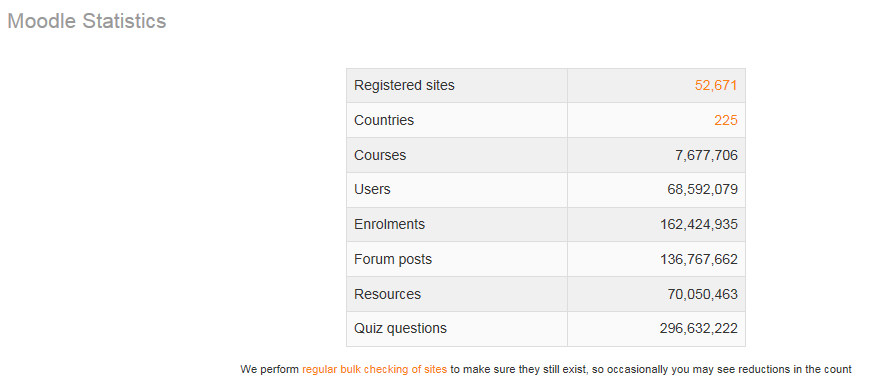 Moodle Statistics
Registered sites 52,671
Countries 225
Courses 7,677,706
Users 68,592,079
Enrolments 162,424,935
Forum posts 136,767,662
Resources 70,050,463
Quiz questions 296,632,222
We perform regular bulk checking of sites to make sure they still exist, so occasionally you may see reductions in the count